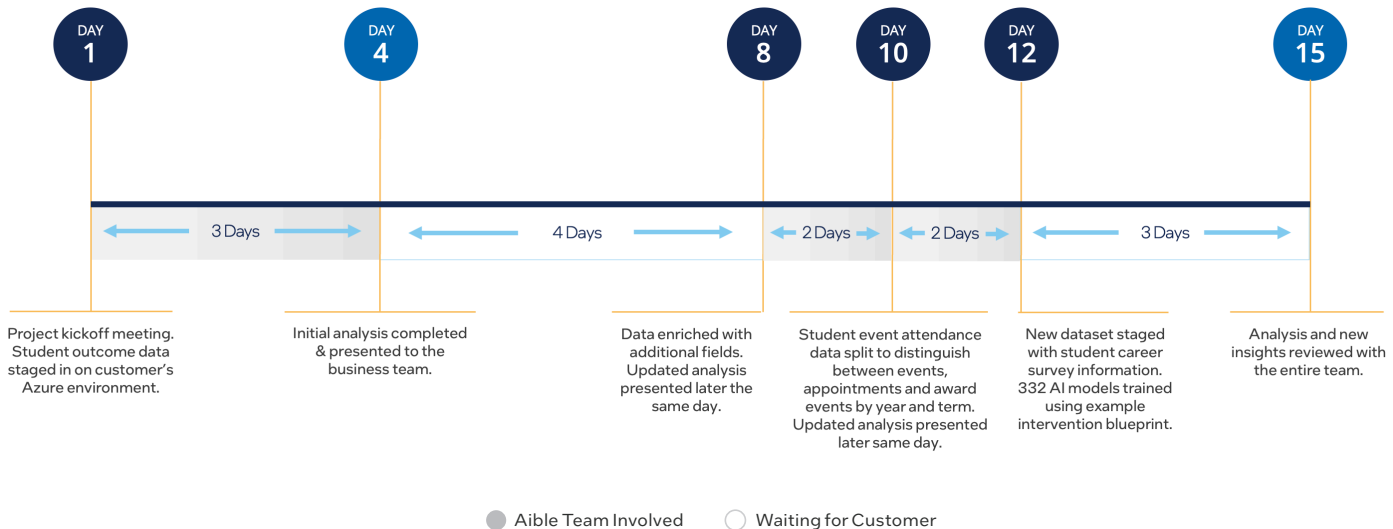 DAY
1
DAY
4
DAY
8
DAY
10
DAY
12
DAY
15
3 Days
4 Days
2 Days
2 Days
3 Days
Project kickoff meeting.
Student outcome data
staged in on customer's
Azure environment.
Initial analysis completed
& presented to the
business team.
Data enriched with
additional fields.
Updated analysis
presented later the
same day.
Student event attendance
data split to distinguish
between events,
appointments and award
events by year and term.
Updated analysis presented
later same day.
New dataset staged
with student career
survey information.
332 AI models trained
using example
intervention blueprint.
Analysis and new
insights reviewed with
the entire team.
Aible Team Involved
Waiting for Customer